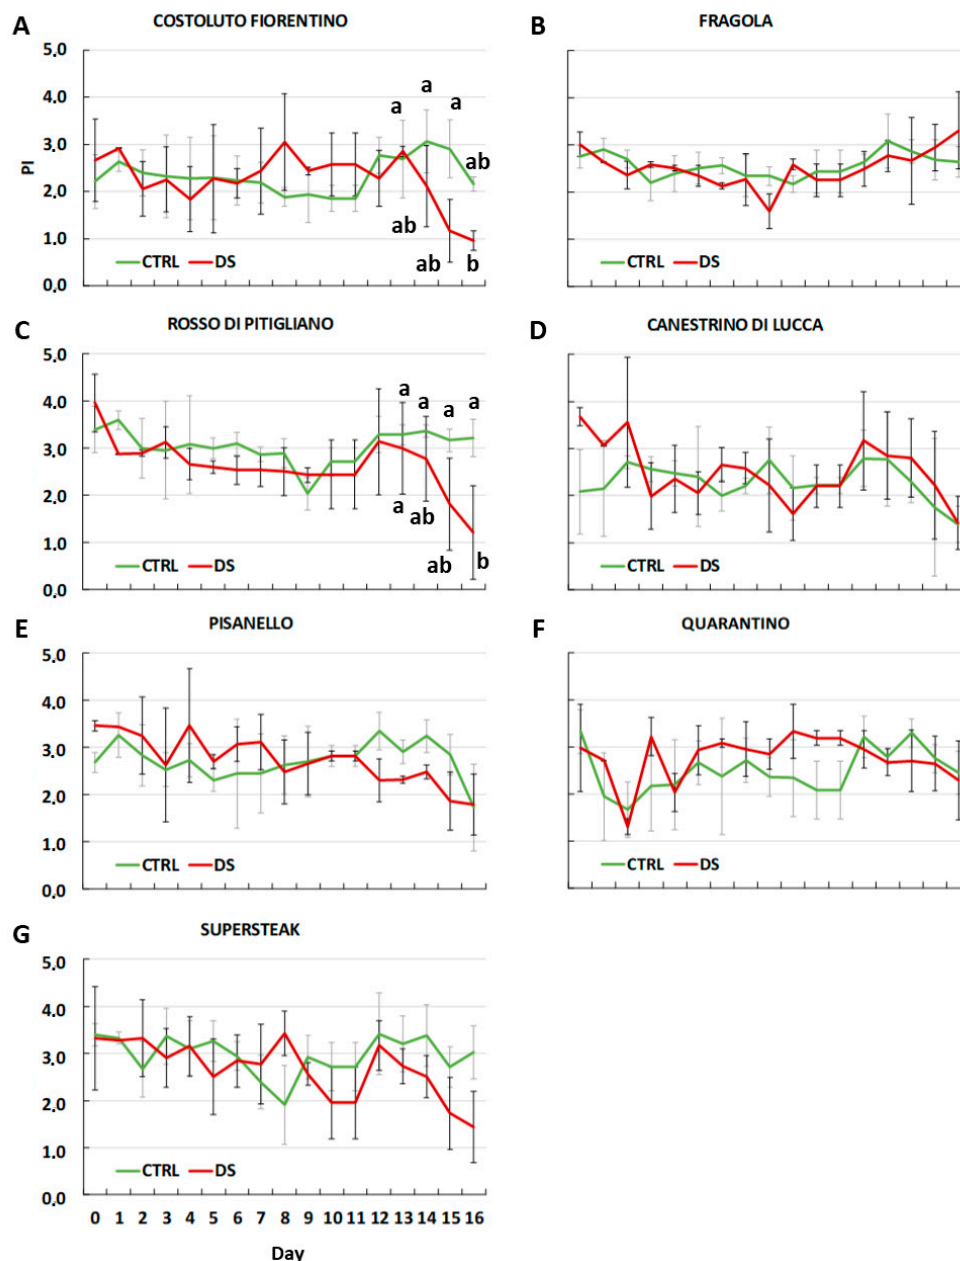 A COSTOLUTO FIORENTINO
5,0
4,0
3,0
2,0
1,0
0,0
PI
a
a
a
ab
ab
ab
b
CTRL DS
B FRAGOLA
CTRL DS
C ROSSO DI PITIGLIANO
5,0
4,0
3,0
2,0
1,0
0,0
a
a
a
a
a
ab
ab
b
CTRL DS
D CANESTRINO DI LUCCA
CTRL DS
E PISANELLO
5,0
4,0
3,0
2,0
1,0
0,0
CTRL DS
F QUARANTINO
CTRL DS
G SUPERSTEAK
5,0
4,0
3,0
2,0
1,0
0,0
CTRL DS
0 1 2 3 4 5 6 7 8 9 10 11 12 13 14 15 16
Day